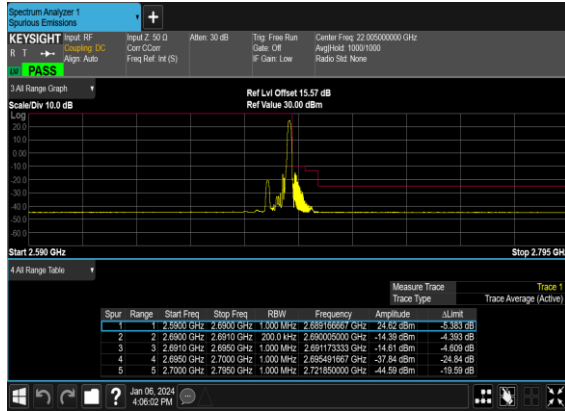 Spectrum Analyzer 1
Spurious Emissions
KEYSIGHT Input: RF Input Z: 50 Ω Atten: 30 dB Trig: Free Run Center Freq: 22.005000000 GHz
R T Coupling: DC Corr CCorr Gate: Off Avg|Hold: 1000/1000
Align: Auto Freq Ref: Int (S) IF Gain: Low Radio Std: None
LXI PASS
3 All Range Graph
Ref Lvl Offset 15.57 dB
Scale/Div 10.0 dB Ref Value 30.00 dBm
Log
20.0
10.0
0.00
-10.0
-20.0
-30.0
-40.0
-50.0
-60.0
Start 2.590 GHz Stop 2.795 GH
4 All Range Table
Measure Trace Trace 1
Trace Type Trace Average (Active)
Spur Range Start Freq Stop Freq RBW Frequency Amplitude ΔLimit
1 1 2.5900 GHz 2.6900 GHz 1.000 MHz 2.689166667 GHz 24.62 dBm -5.383 dB
2 2 2.6900 GHz 2.6910 GHz 200.0 kHz 2.690005000 GHz -14.39 dBm -4.393 dB
3 3 2.6910 GHz 2.6950 GHz 1.000 MHz 2.691173333 GHz -14.61 dBm -4.609 dB
4 4 2.6950 GHz 2.7000 GHz 1.000 MHz 2.695491667 GHz -37.84 dBm -24.84 dB
5 5 2.7000 GHz 2.7950 GHz 1.000 MHz 2.721850000 GHz -44.59 dBm -19.59 dB
? Jan 06, 2024
4:06:02 PM